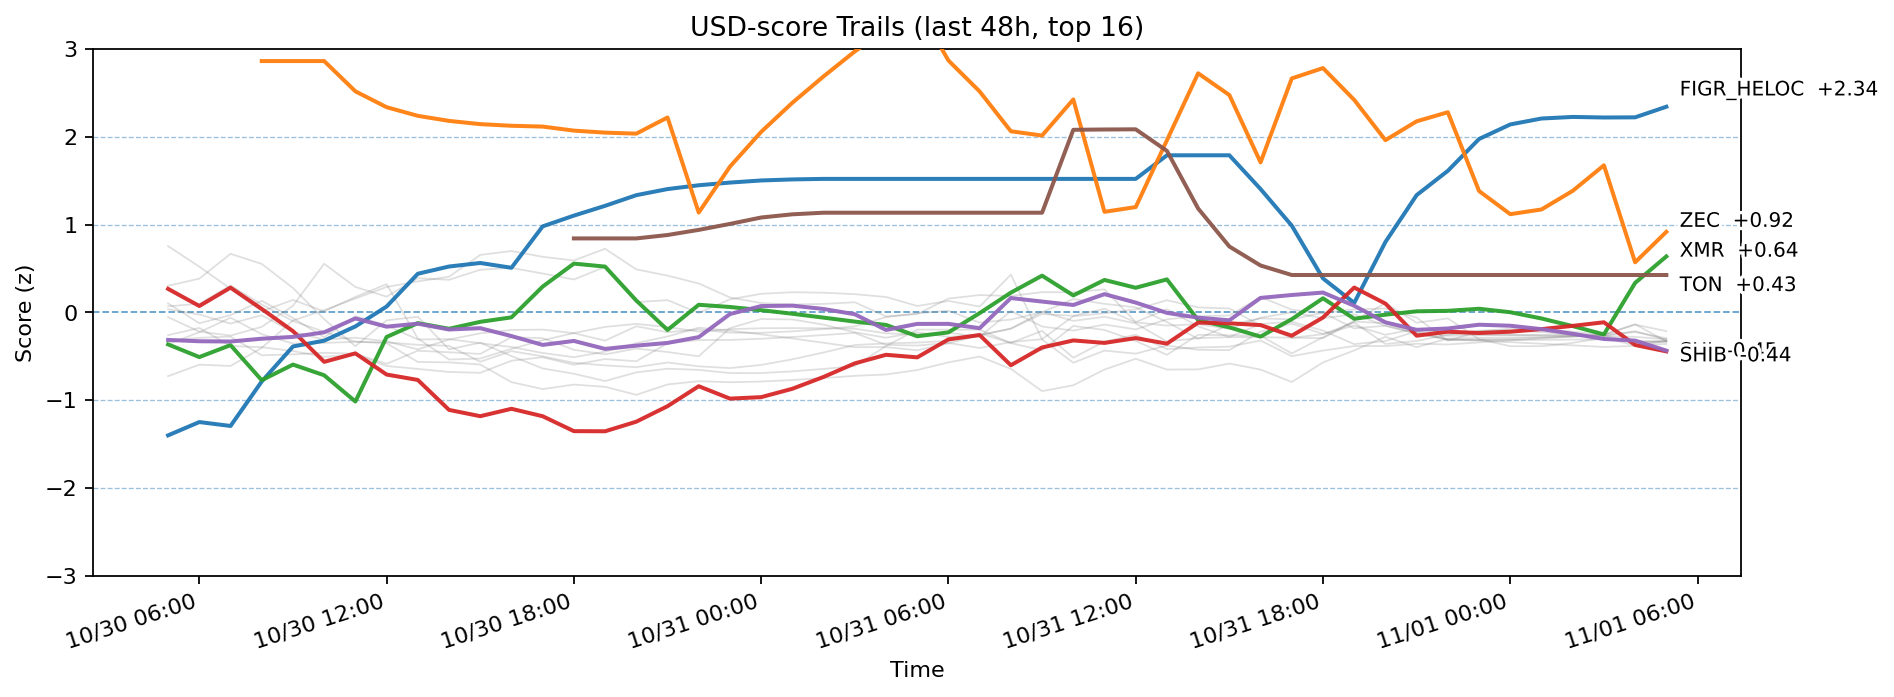 USD-score Trails (last 48h, top 16)
Score (z)
3
2
1
0
−1
−2
−3
FIGR_HELOC +2.34
ZEC +0.92
XMR +0.64
TON +0.43
SHIB -0.44
10/30 06:00
10/30 12:00
10/30 18:00
10/31 00:00
10/31 06:00
10/31 12:00
10/31 18:00
11/01 00:00
11/01 06:00
Time